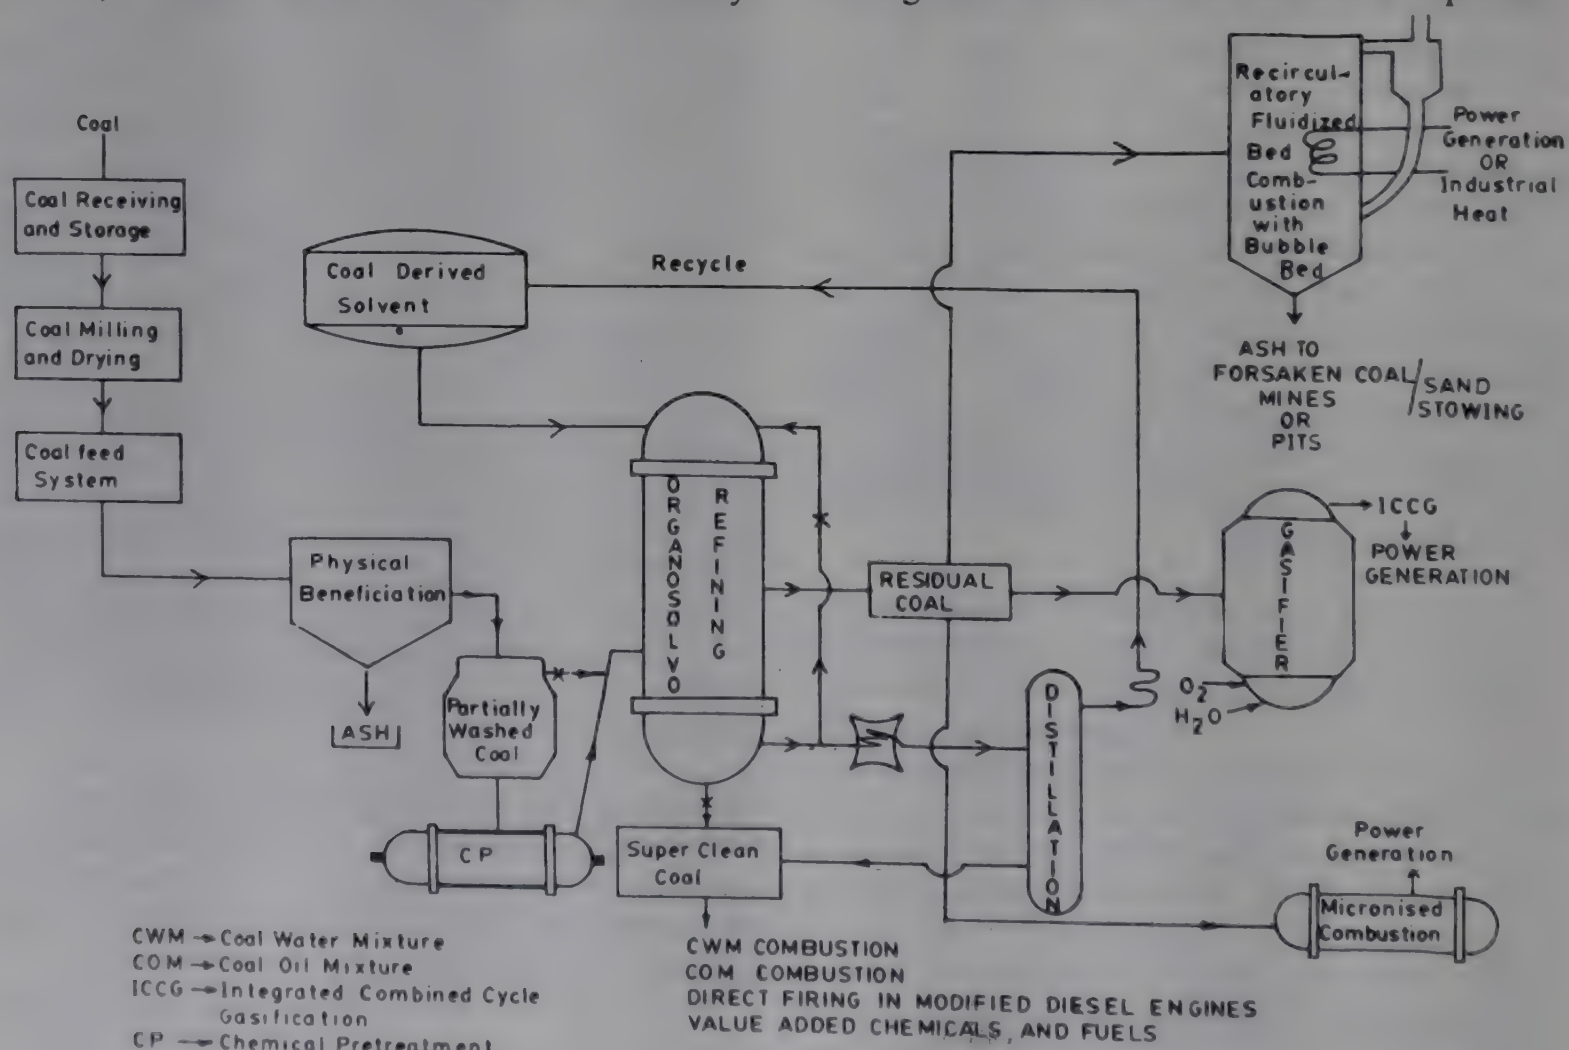 Coal
Coal Receiving
and Storage
Coal Milling
and Drying
Coal feed
System
Physical
Beneficiation
ASH
Partially
Washed
Coal
CP
Coal Derived
Solvent
Recycle
ORGANOSOLVO
REFINING
RESIDUAL
COAL
DISTILLATION
Super Clean
Coal
Recircul-
atory
Fluidized
Bed
Comb-
ustion
with
Bubble
Bed
Power
Generation
OR
Industrial
Heat
ASH TO
FORSAKEN COAL/SAND
MINES STOWING
OR
PITS
GASIFIER
ICCG
POWER
GENERATION
O2
H2O
Power
Generation
Micronised
Combustion
CWM → Coal Water Mixture
COM → Coal Oil Mixture
ICCG → Integrated Combined Cycle
Gasification
CP → Chemical Pretreatment
CWM COMBUSTION
COM COMBUSTION
DIRECT FIRING IN MODIFIED DIESEL ENGINES
VALUE ADDED CHEMICALS, AND FUELS